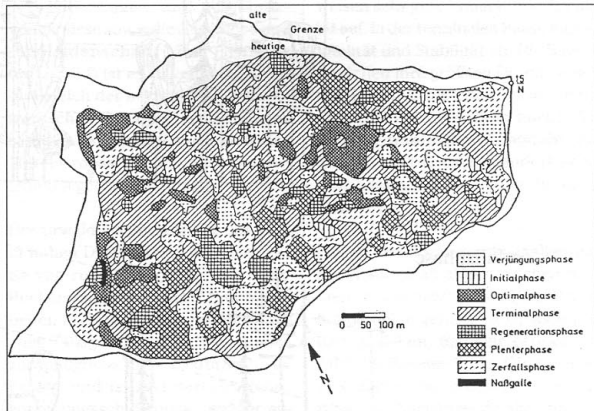 alte
Grenze
heutige
15
N
Verjüngungsphase
Initialphase
Optimalphase
Terminalphase
Regenerationsphase
Plenterphase
Zerfallsphase
Naßgalle
0 50 100 m
N